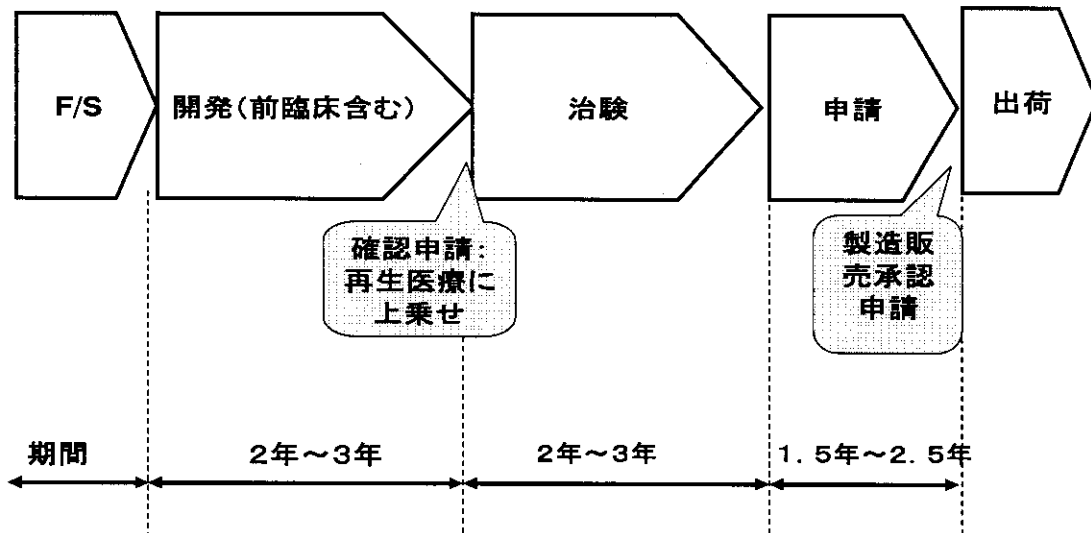 F/S
開発(前臨床含む)
治験
申請
出荷
確認申請:
再生医療に
上乗せ
製造販
売承認
申請
期間
2年～3年
2年～3年
1.5年～2.5年